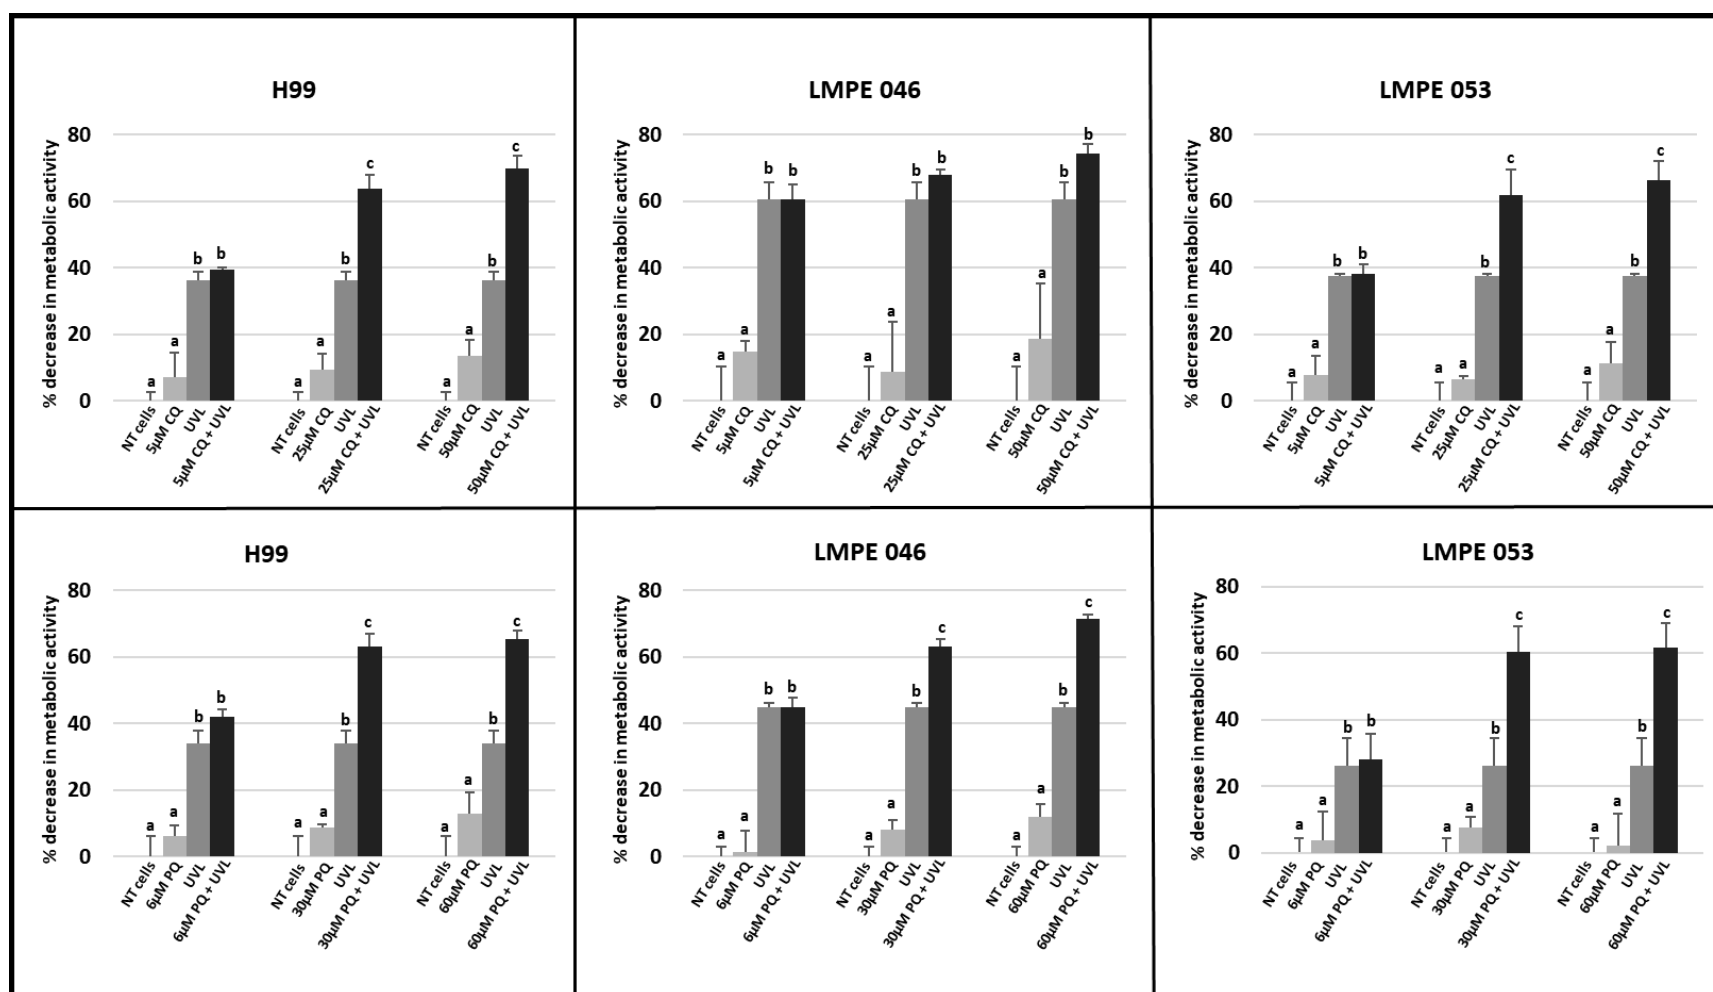 H99
% decrease in metabolic activity
80
60
40
20
0
a
a
b
b
a
a
b
c
a
a
b
c
NT cells
5µM CQ
UVL
5µM CQ + UVL
NT cells
25µM CQ
UVL
25µM CQ + UVL
NT cells
50µM CQ
UVL
50µM CQ + UVL
LMPE 046
% decrease in metabolic activity
80
60
40
20
0
a
a
b
b
a
a
b
b
a
a
b
b
NT cells
5µM CQ
UVL
5µM CQ + UVL
NT cells
25µM CQ
UVL
25µM CQ + UVL
NT cells
50µM CQ
UVL
50µM CQ + UVL
LMPE 053
% decrease in metabolic activity
80
60
40
20
0
a
a
b
b
a
a
b
c
a
a
b
c
NT cells
5µM CQ
UVL
5µM CQ + UVL
NT cells
25µM CQ
UVL
25µM CQ + UVL
NT cells
50µM CQ
UVL
50µM CQ + UVL
H99
% decrease in metabolic activity
80
60
40
20
0
a
a
b
b
a
a
b
c
a
a
b
c
NT cells
6µM PQ
UVL
6µM PQ + UVL
NT cells
30µM PQ
UVL
30µM PQ + UVL
NT cells
60µM PQ
UVL
60µM PQ + UVL
LMPE 046
% decrease in metabolic activity
80
60
40
20
0
a
a
b
b
a
a
b
c
a
a
b
c
NT cells
6µM PQ
UVL
6µM PQ + UVL
NT cells
30µM PQ
UVL
30µM PQ + UVL
NT cells
60µM PQ
UVL
60µM PQ + UVL
LMPE 053
% decrease in metabolic activity
80
60
40
20
0
a
a
b
b
a
a
b
c
a
a
b
c
NT cells
6µM PQ
UVL
6µM PQ + UVL
NT cells
30µM PQ
UVL
30µM PQ + UVL
NT cells
60µM PQ
UVL
60µM PQ + UVL